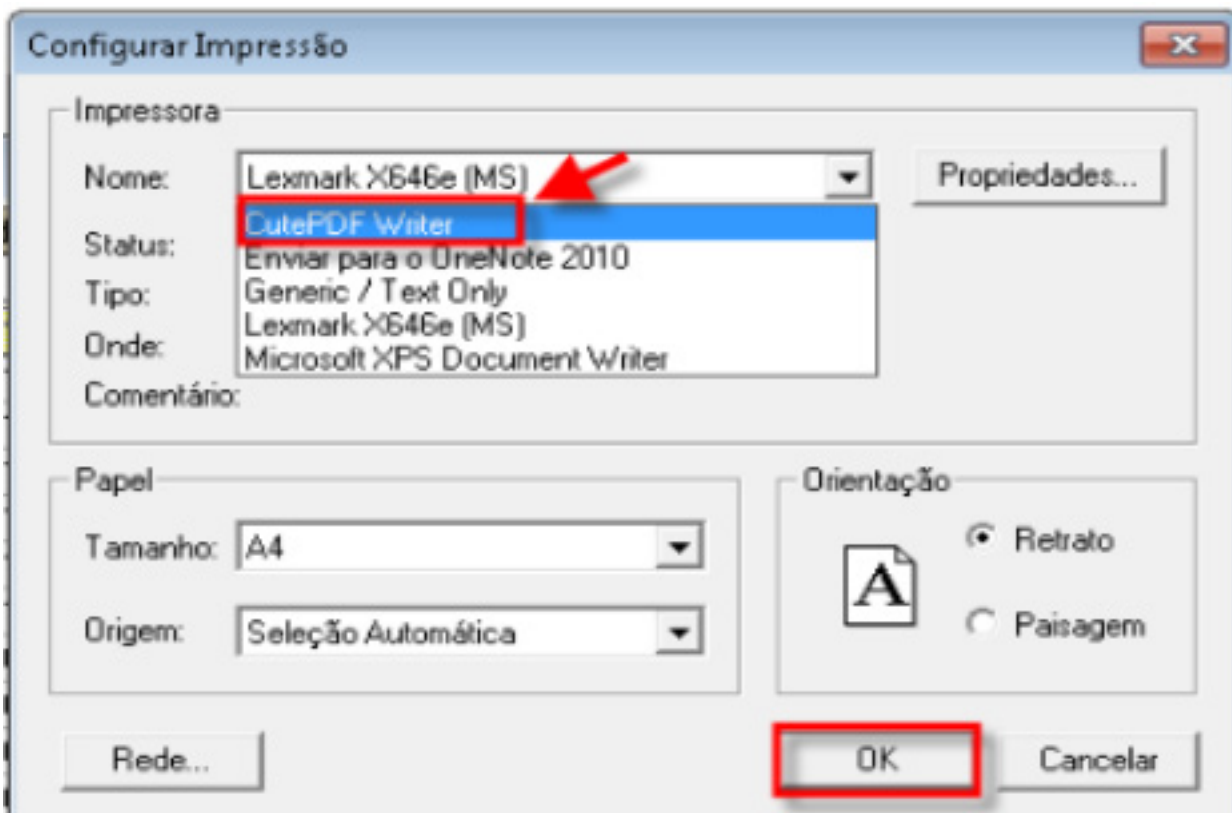 Configurar Impressão
Impressora
Nome: Lexmark X646e (MS) Propriedades...
CutePDF Writer
Status:
Enviar para o OneNote 2010
Tipo: Generic / Text Only
Lexmark X646e (MS)
Onde:
Microsoft XPS Document Writer
Comentário:
Papel
Orientação
Tamanho: A4
Retrato
A
Origem: Seleção Automática
Paisagem
Rede... OK Cancelar